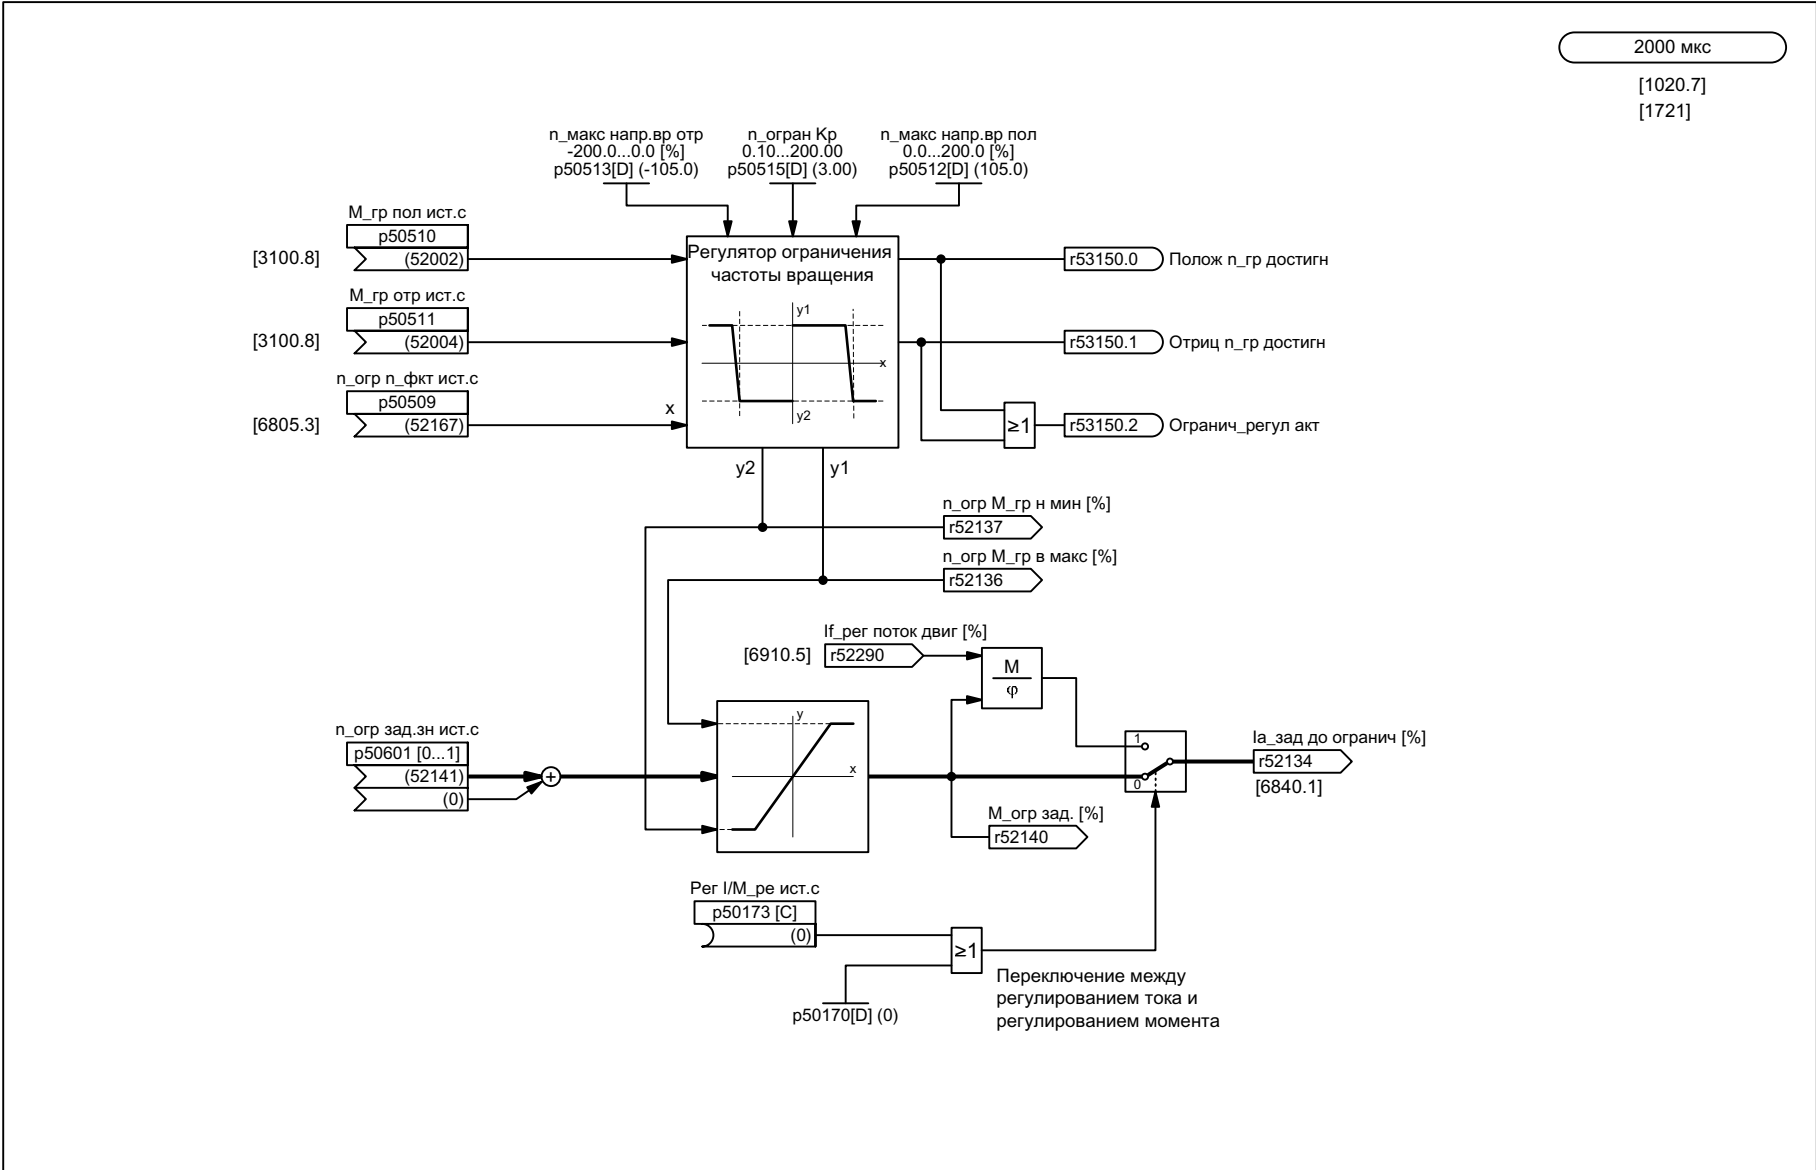 2000 мкс
[1020.7]
[1721]
n_макс напр.вр отр
-200.0...0.0 [%]
p50513[D] (-105.0)
n_огран Kp
0.10...200.00
p50515[D] (3.00)
n_макс напр.вр пол
0.0...200.0 [%]
p50512[D] (105.0)
М_гр пол ист.с
p50510
[3100.8]
(52002)
М_гр отр ист.с
p50511
[3100.8]
(52004)
n_огр n_фкт ист.с
p50509
[6805.3]
(52167)
x
Регулятор ограничения
частоты вращения
y1
x
y2
r53150.0
Полож n_гр достигн
r53150.1
Отриц n_гр достигн
≥1
r53150.2
Огранич_регул акт
y2
y1
n_огр М_гр н мин [%]
r52137
n_огр М_гр в макс [%]
r52136
If_рег поток двиг [%]
[6910.5]
r52290
M
φ
n_огр зад.зн ист.с
p50601 [0...1]
(52141)
(0)
+
y
x
1
0
Ia_зад до огранич [%]
r52134
[6840.1]
М_огр зад. [%]
r52140
Рег I/M_ре ист.с
p50173 [C]
(0)
≥1
p50170[D] (0)
Переключение между
регулированием тока и
регулированием момента